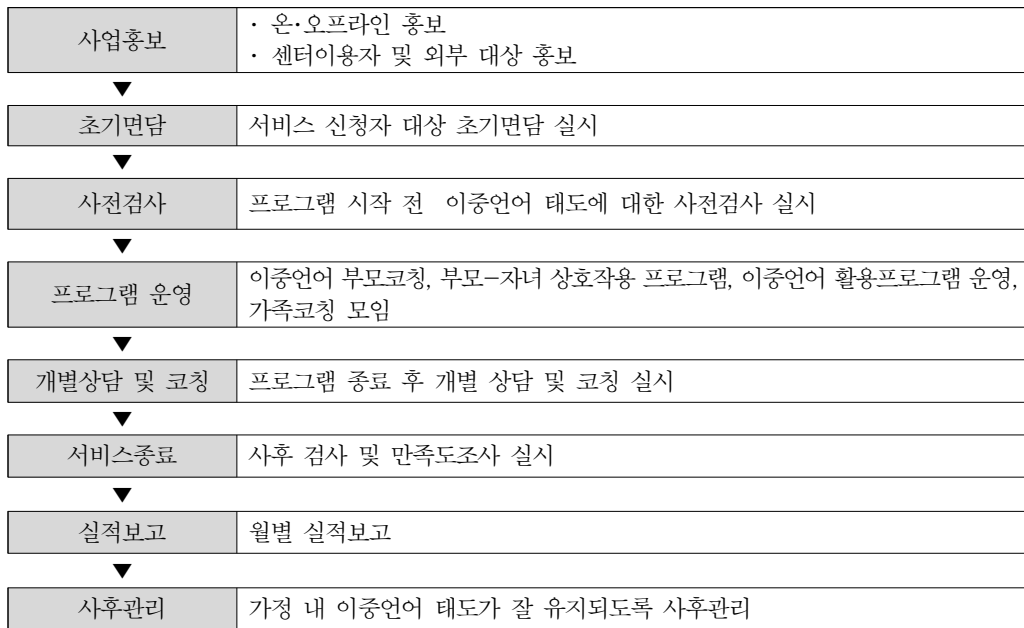 사업홍보
· 온·오프라인 홍보
· 센터이용자 및 외부 대상 홍보
▼
초기면담
서비스 신청자 대상 초기면담 실시
▼
사전검사
프로그램 시작 전 이중언어 태도에 대한 사전검사 실시
▼
프로그램 운영
이중언어 부모코칭, 부모-자녀 상호작용 프로그램, 이중언어 활용프로그램 운영,
가족코칭 모임
▼
개별상담 및 코칭
프로그램 종료 후 개별 상담 및 코칭 실시
▼
서비스종료
사후 검사 및 만족도조사 실시
▼
실적보고
월별 실적보고
▼
사후관리
가정 내 이중언어 태도가 잘 유지되도록 사후관리